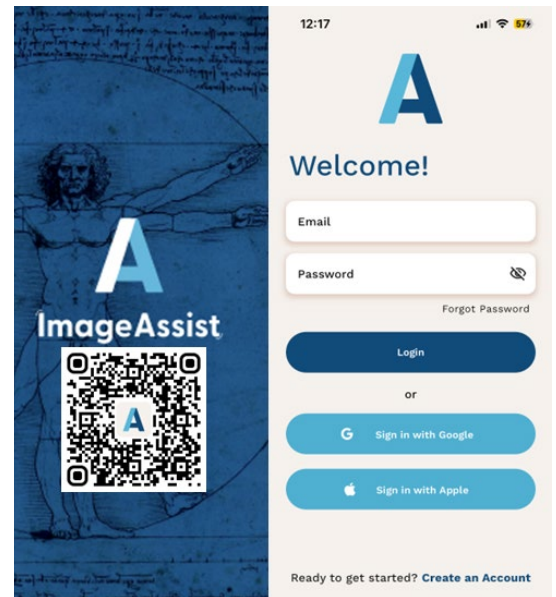 ImageAssist
12:17
57
Welcome!
Email
Password
Forgot Password
Login
or
Sign in with Google
Sign in with Apple
Ready to get started? Create an Account